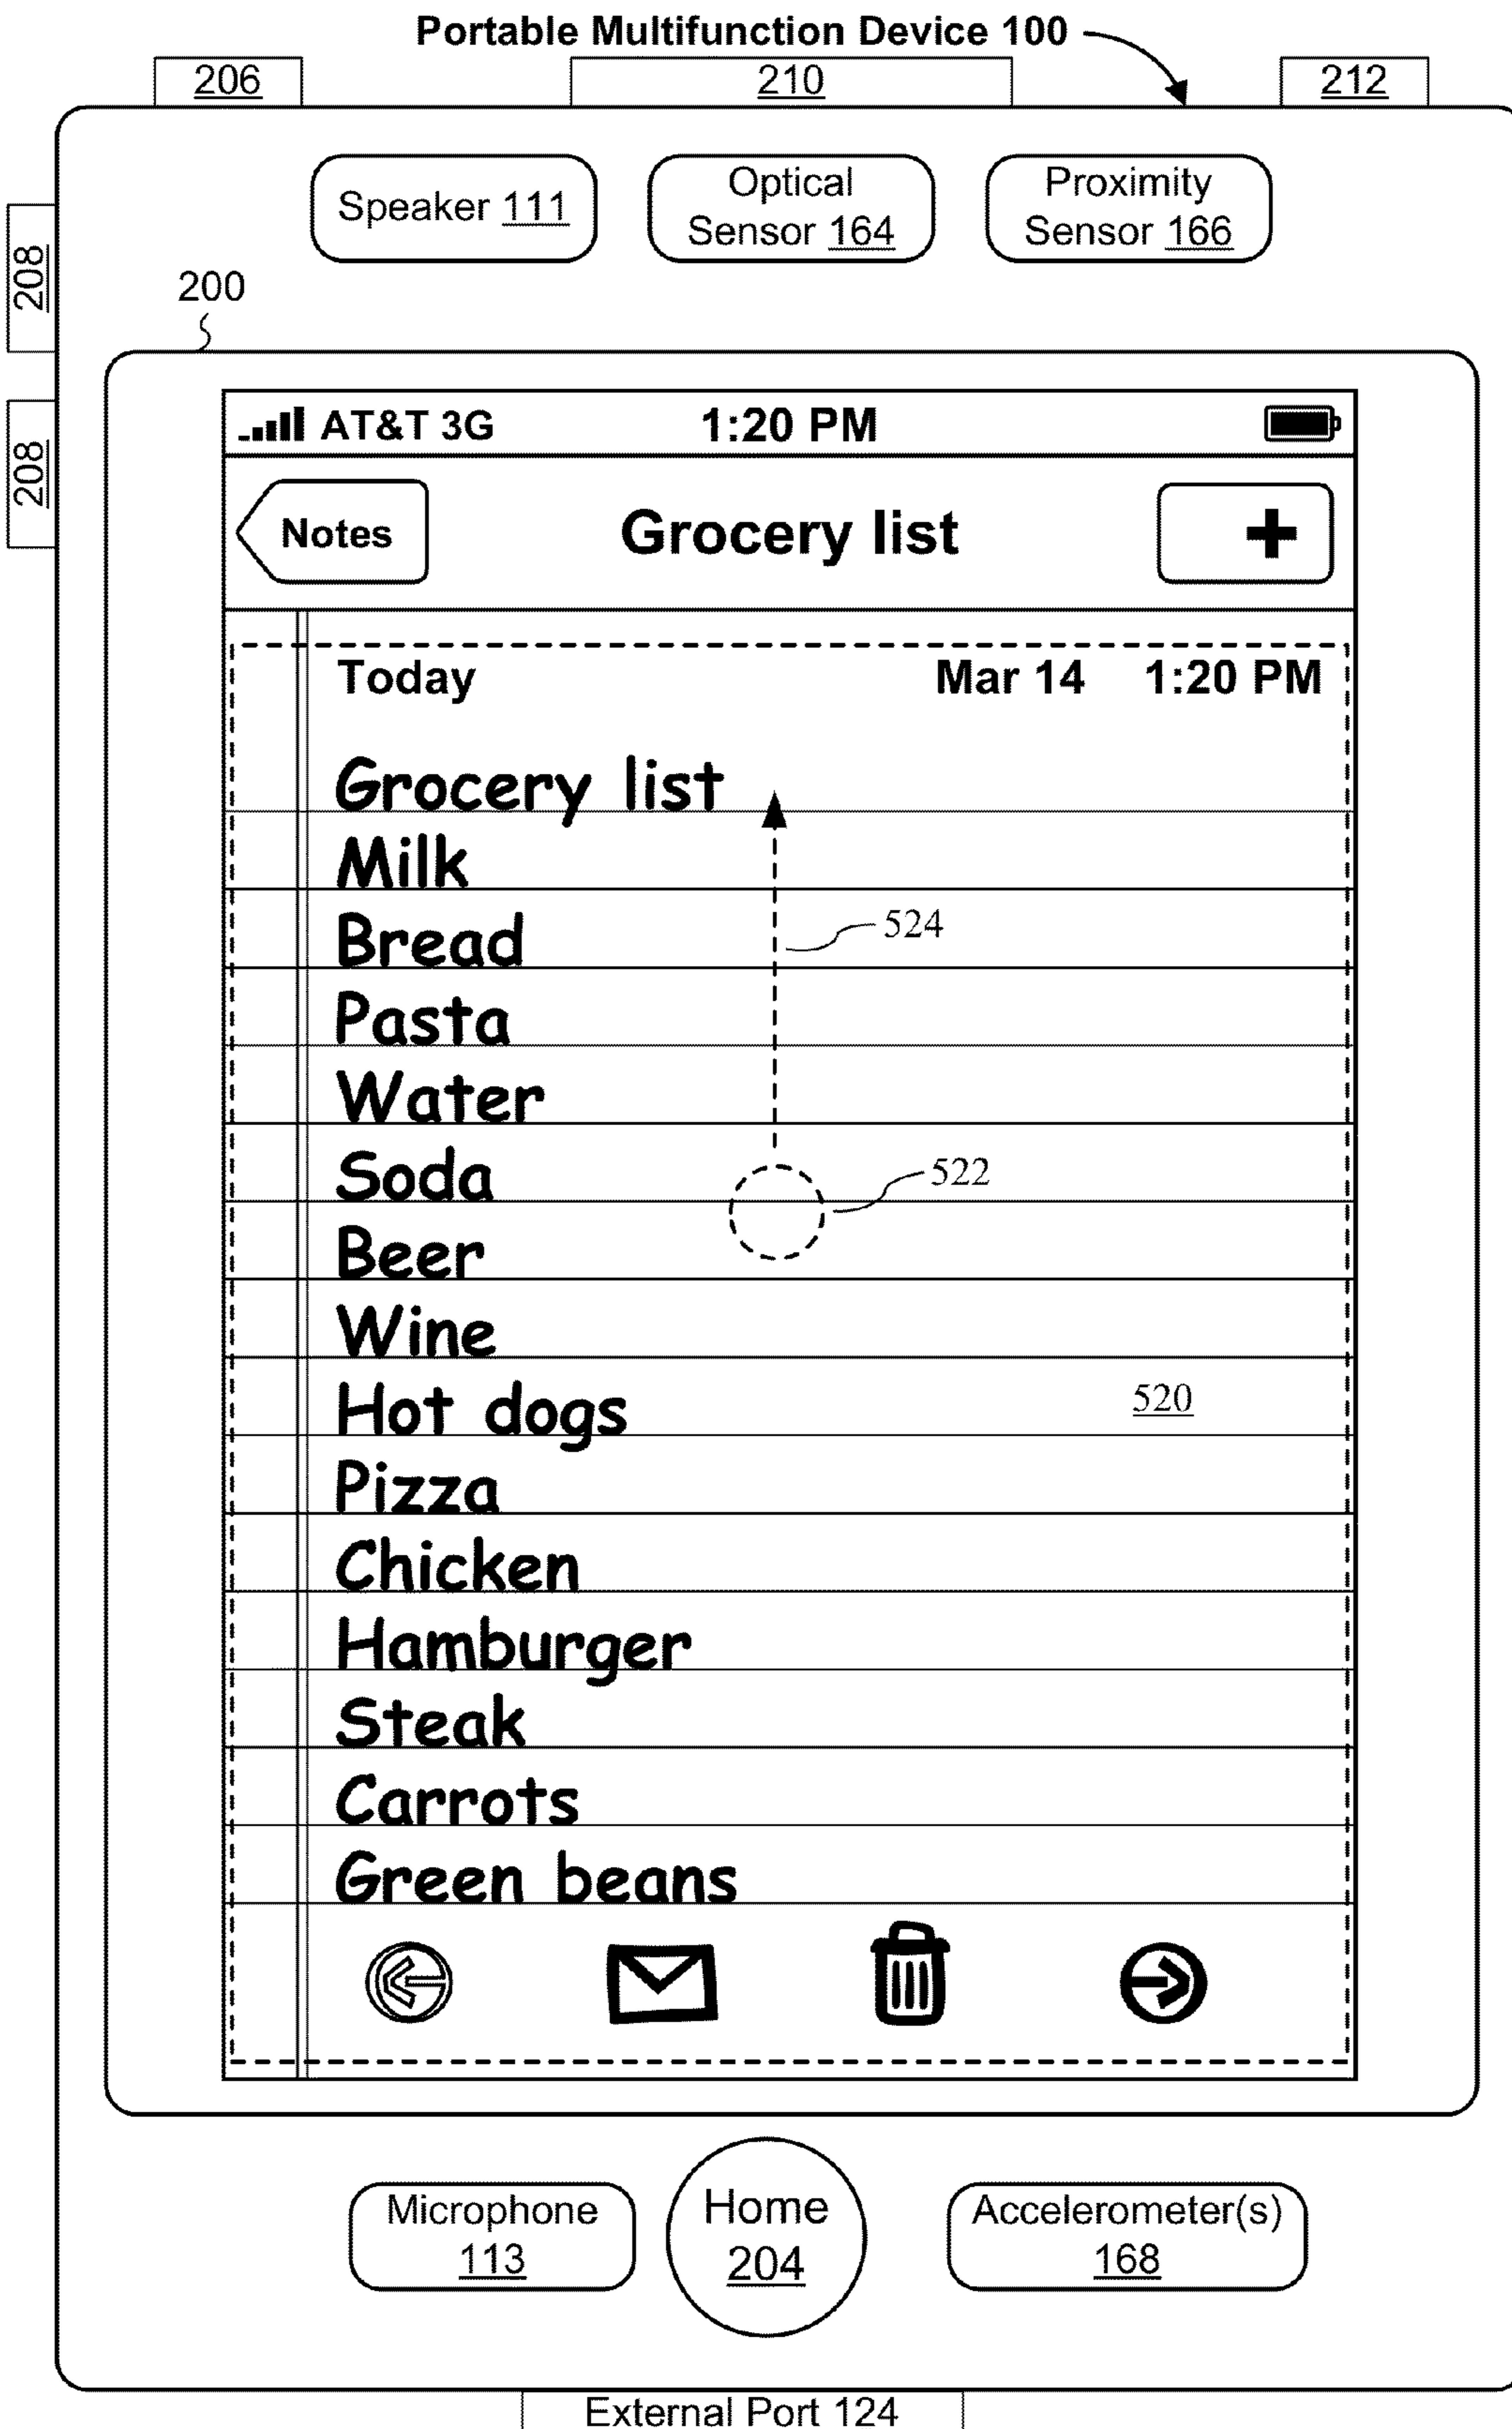 Portable Multifunction Device 100
206 210 212
Speaker 111
Optical
Sensor 164
Proximity
Sensor 166
208
200
208
AT&T 3G 1:20 PM
Notes Grocery list +
Today Mar 14 1:20 PM
Grocery list
Milk
Bread
524
Pasta
Water
Soda
522
Beer
Wine
Hot dogs
520
Pizza
Chicken
Hamburger
Steak
Carrots
Green beans
Microphone
113
Home
204
Accelerometer(s)
168
External Port 124